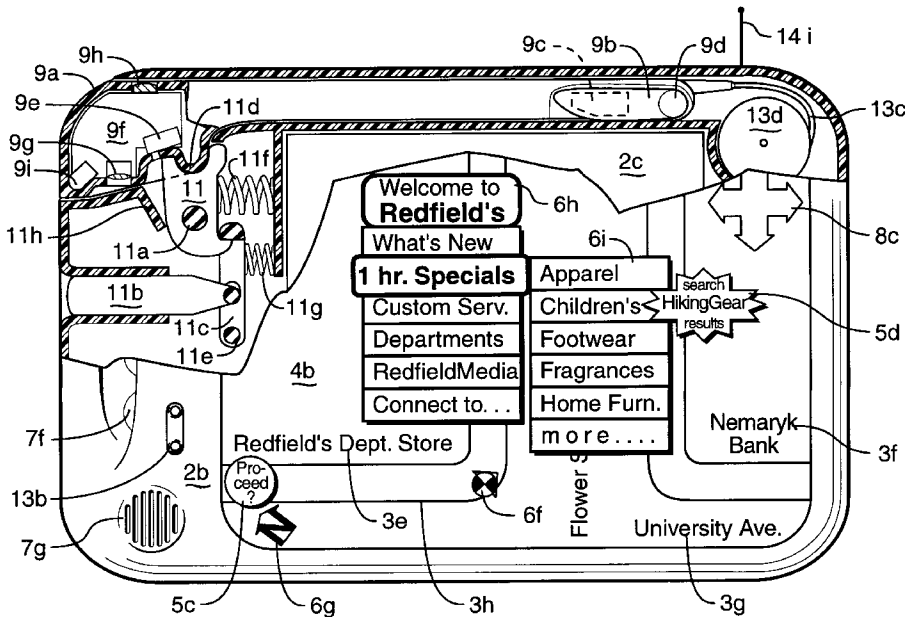 9h
9c
9b
9d
14 i
9a
9e
11d
13d
13c
9f
9g
11f
2c
9i
11
Welcome to
Redfield's
6h
11h
11a
What's New
6i
8c
1 hr. Specials
Apparel
search
HikingGear
results
11b
11g
Custom Serv.
Children's
5d
11c
Departments
Footwear
11e
4b
RedfieldMedia
Fragrances
Connect to. . .
Home Furn.
7f
more . . . .
Nemaryk
Bank
3f
Redfield's Dept. Store
13b
2b
Pro-
ceed
?
Flower S
3e
6f
7g
N
University Ave.
5c
6g
3h
3g